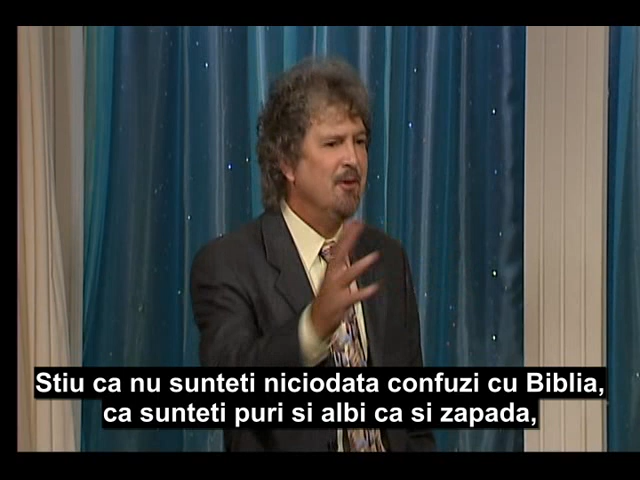 Stiu ca nu sunteti niciodata confuzi cu Biblia,
ca sunteti puri si albi ca si zapada,